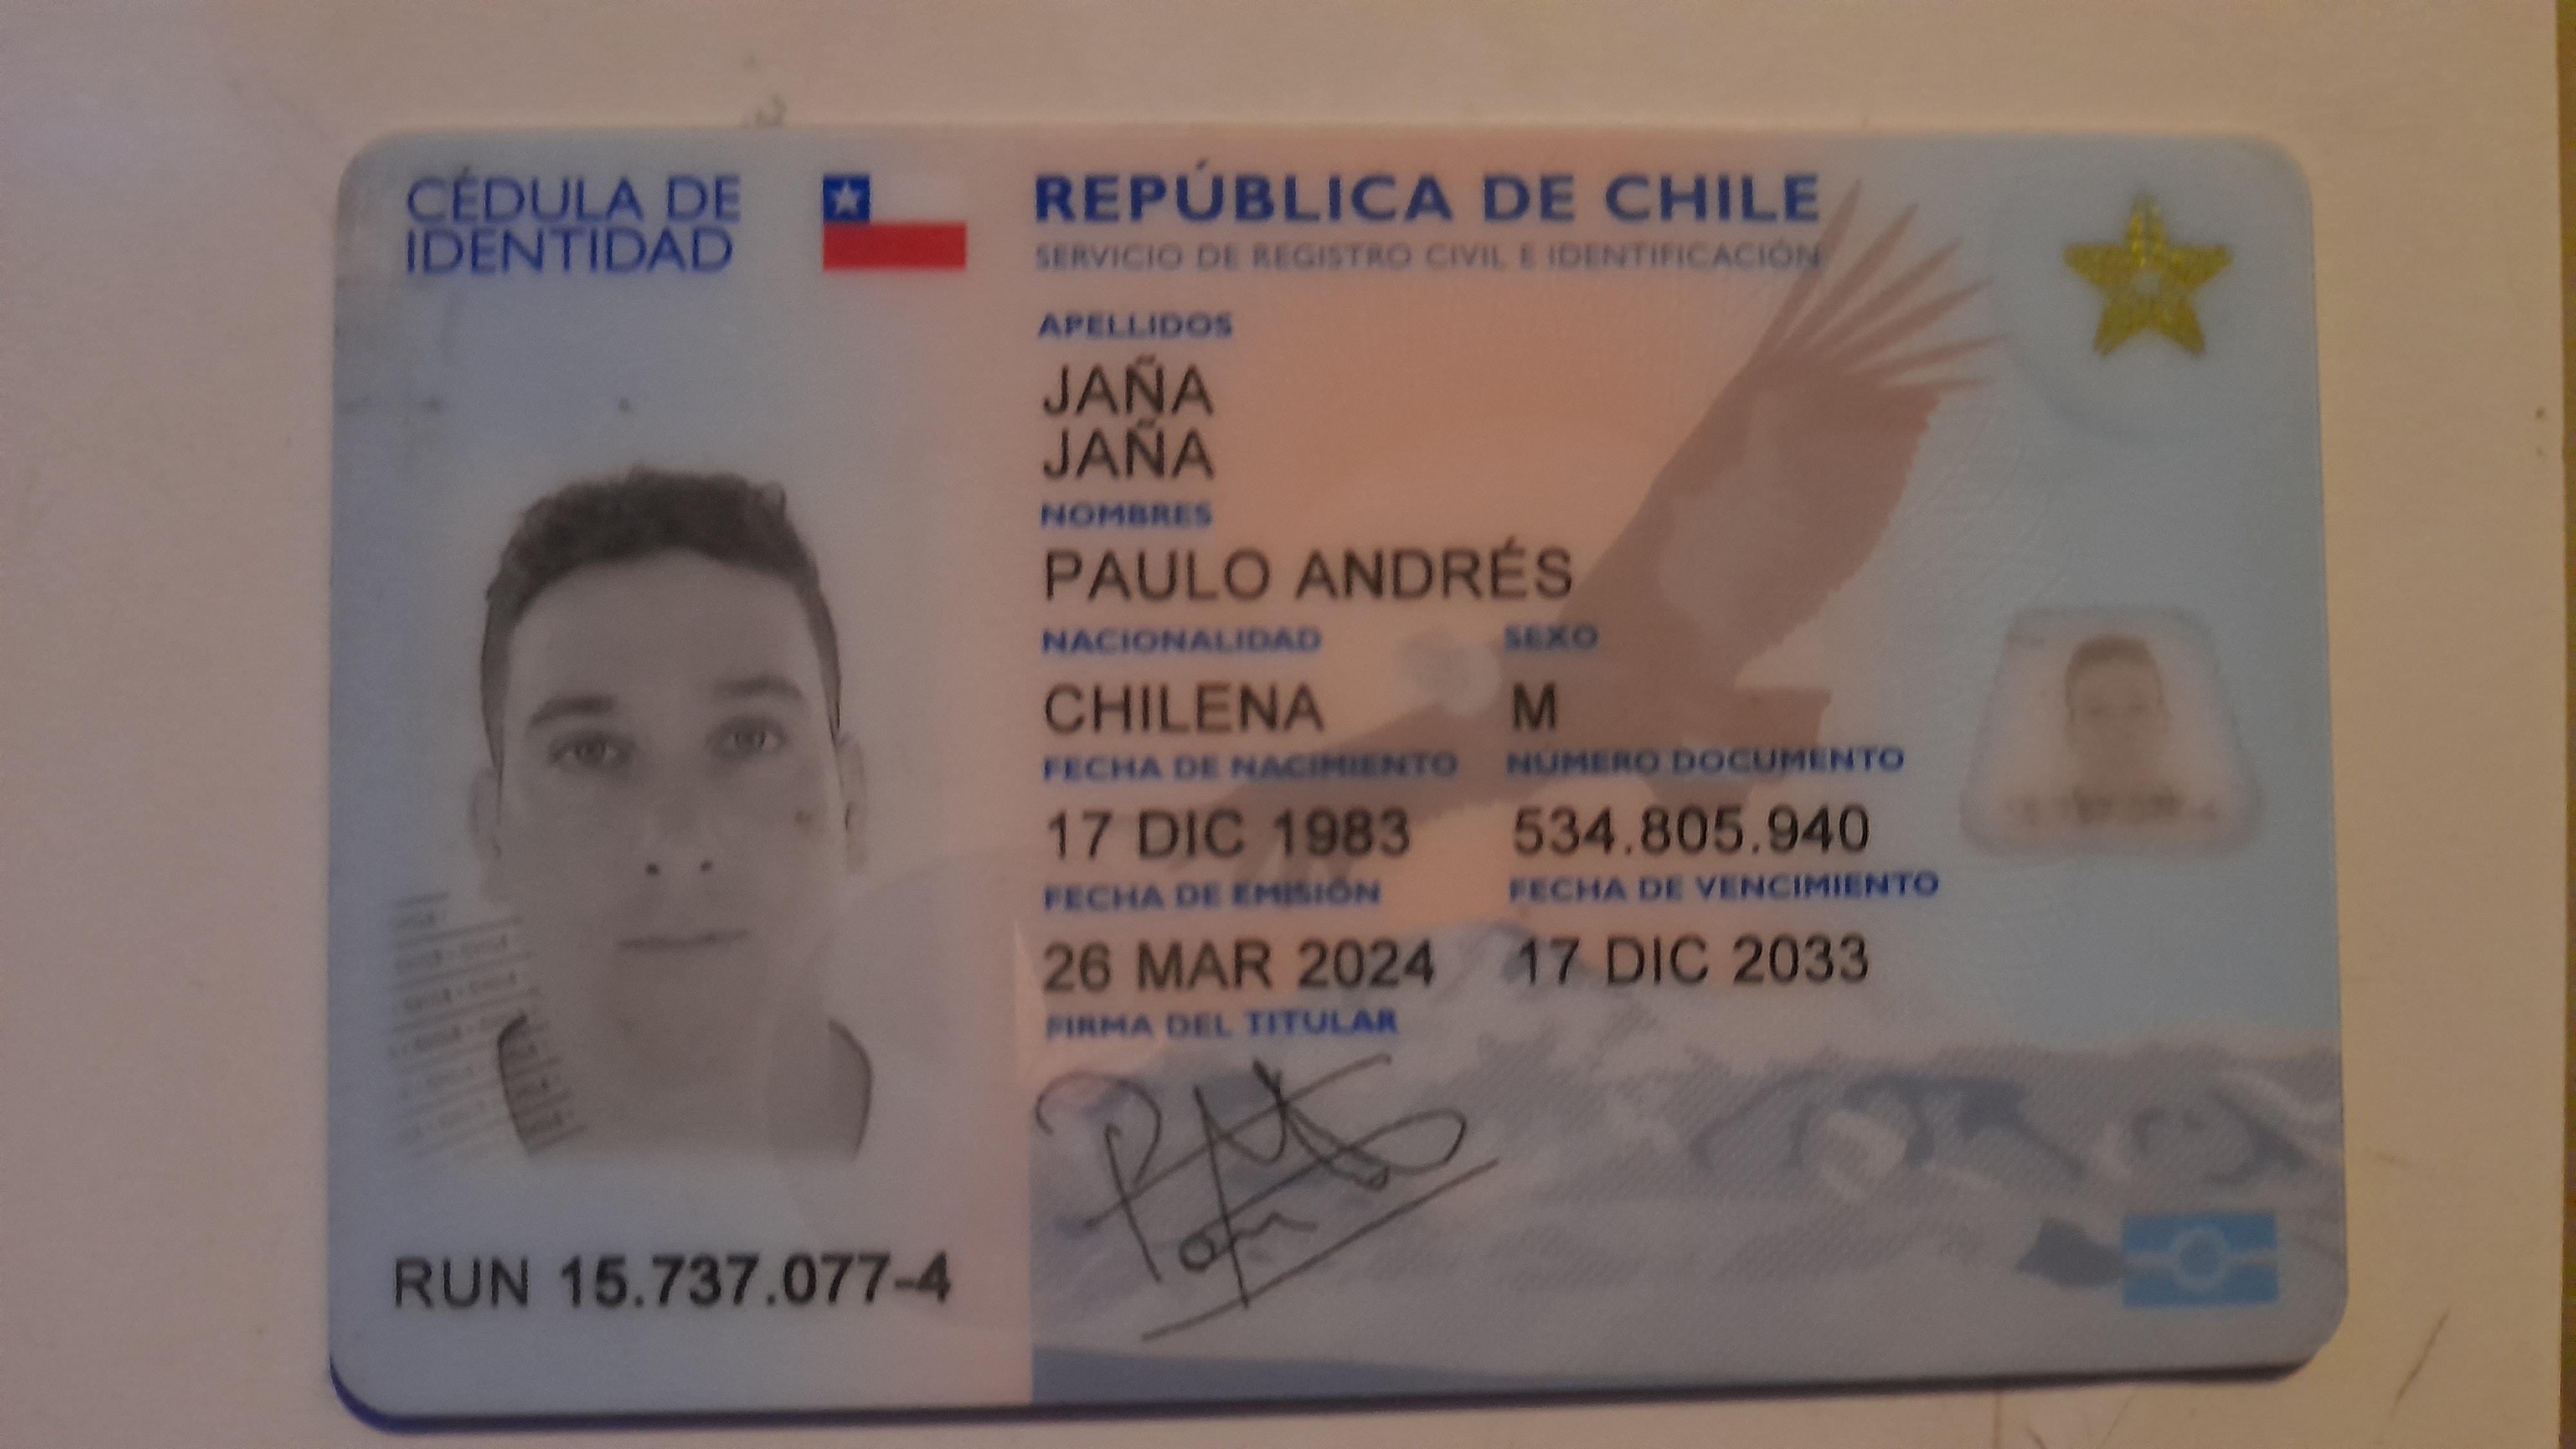 CÉDULA DE
IDENTIDAD
REPÚBLICA DE CHILE
SERVICIO DE REGISTRO CIVIL E IDENTIFICACIÓN
APELLIDOS
JAÑA
JAÑA
NOMBRES
PAULO ANDRÉS
NACIONALIDAD SEXO
CHILENA M
FECHA DE NACIMIENTO NÚMERO DOCUMENTO
17 DIC 1983 534.805.940
FECHA DE EMISIÓN FECHA DE VENCIMIENTO
26 MAR 2024 17 DIC 2033
FIRMA DEL TITULAR
RUN 15.737.077-4